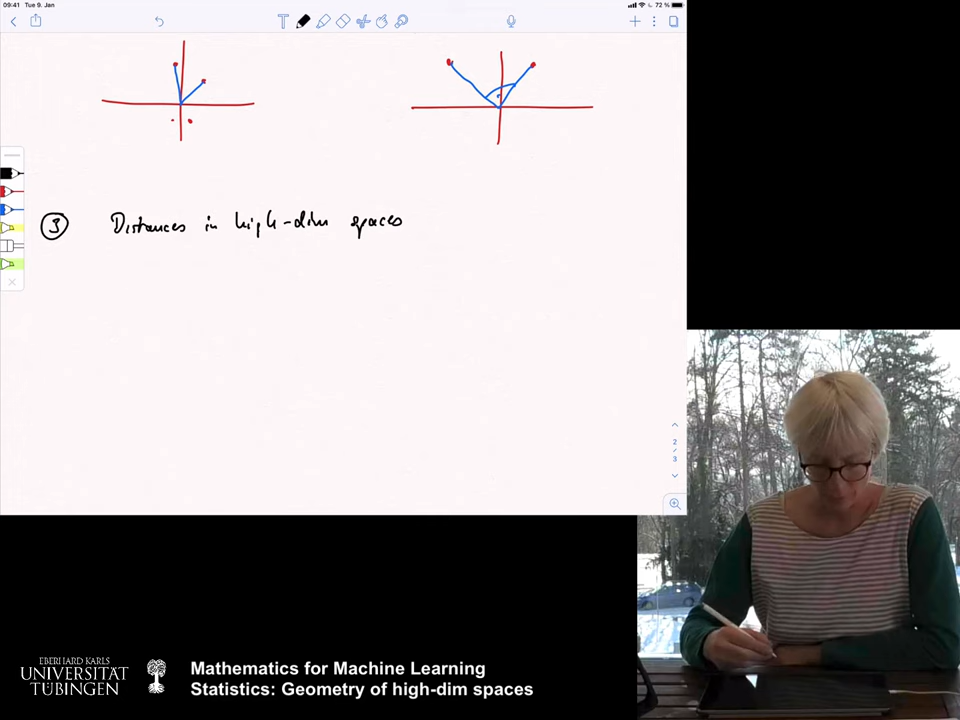 09:41 Tue 9. Jan
72 %
T
③ Distances in high-dim spaces
2
3
EBERHARD KARLS
UNIVERSITÄT
TÜBINGEN
Mathematics for Machine Learning
Statistics: Geometry of high-dim spaces